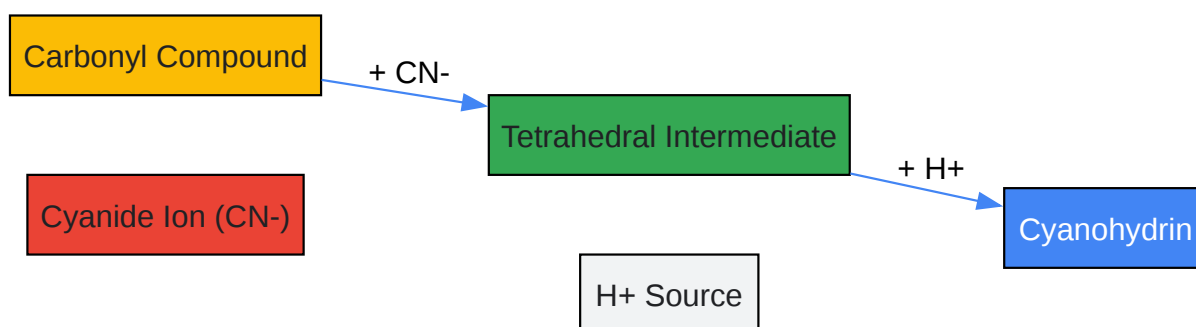 Carbonyl Compound
+ CN-
Tetrahedral Intermediate
+ H+
Cyanide Ion (CN-)
Cyanohydrin
H+ Source